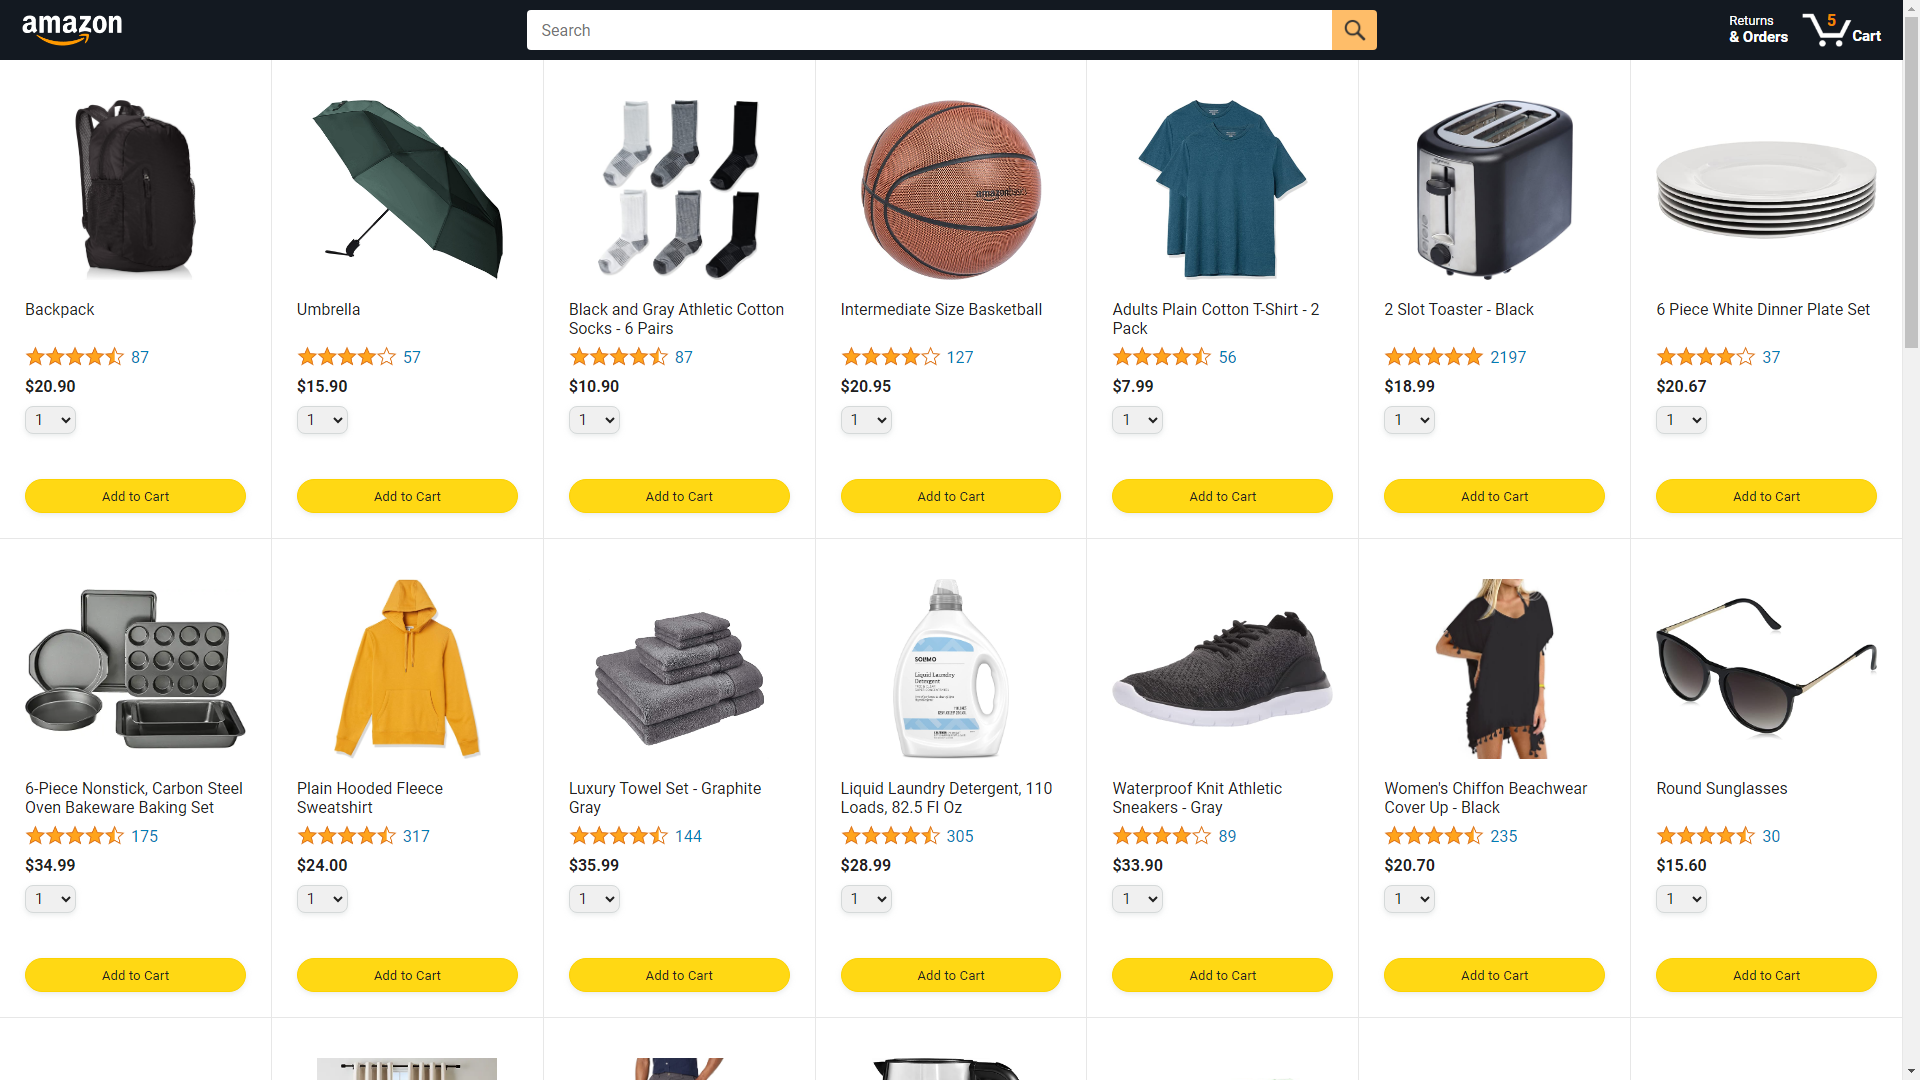 amazon
Search
Returns
& Orders
5
Cart
amazon
Backpack
87
$20.90
1
Add to Cart
Umbrella
57
$15.90
1
Add to Cart
Black and Gray Athletic Cotton
Socks - 6 Pairs
87
$10.90
1
Add to Cart
Intermediate Size Basketball
127
$20.95
1
Add to Cart
Adults Plain Cotton T-Shirt - 2
Pack
56
$7.99
1
Add to Cart
2 Slot Toaster - Black
2197
$18.99
1
Add to Cart
6 Piece White Dinner Plate Set
37
$20.67
1
Add to Cart
6-Piece Nonstick, Carbon Steel
Oven Bakeware Baking Set
175
$34.99
1
Add to Cart
Plain Hooded Fleece
Sweatshirt
317
$24.00
1
Add to Cart
Luxury Towel Set - Graphite
Gray
144
$35.99
1
Add to Cart
SOLIMO
Liquid Laundry
Detergent
Liquid Laundry Detergent, 110
Loads, 82.5 Fl Oz
305
$28.99
1
Add to Cart
Waterproof Knit Athletic
Sneakers - Gray
89
$33.90
1
Add to Cart
Women's Chiffon Beachwear
Cover Up - Black
235
$20.70
1
Add to Cart
Round Sunglasses
30
$15.60
1
Add to Cart